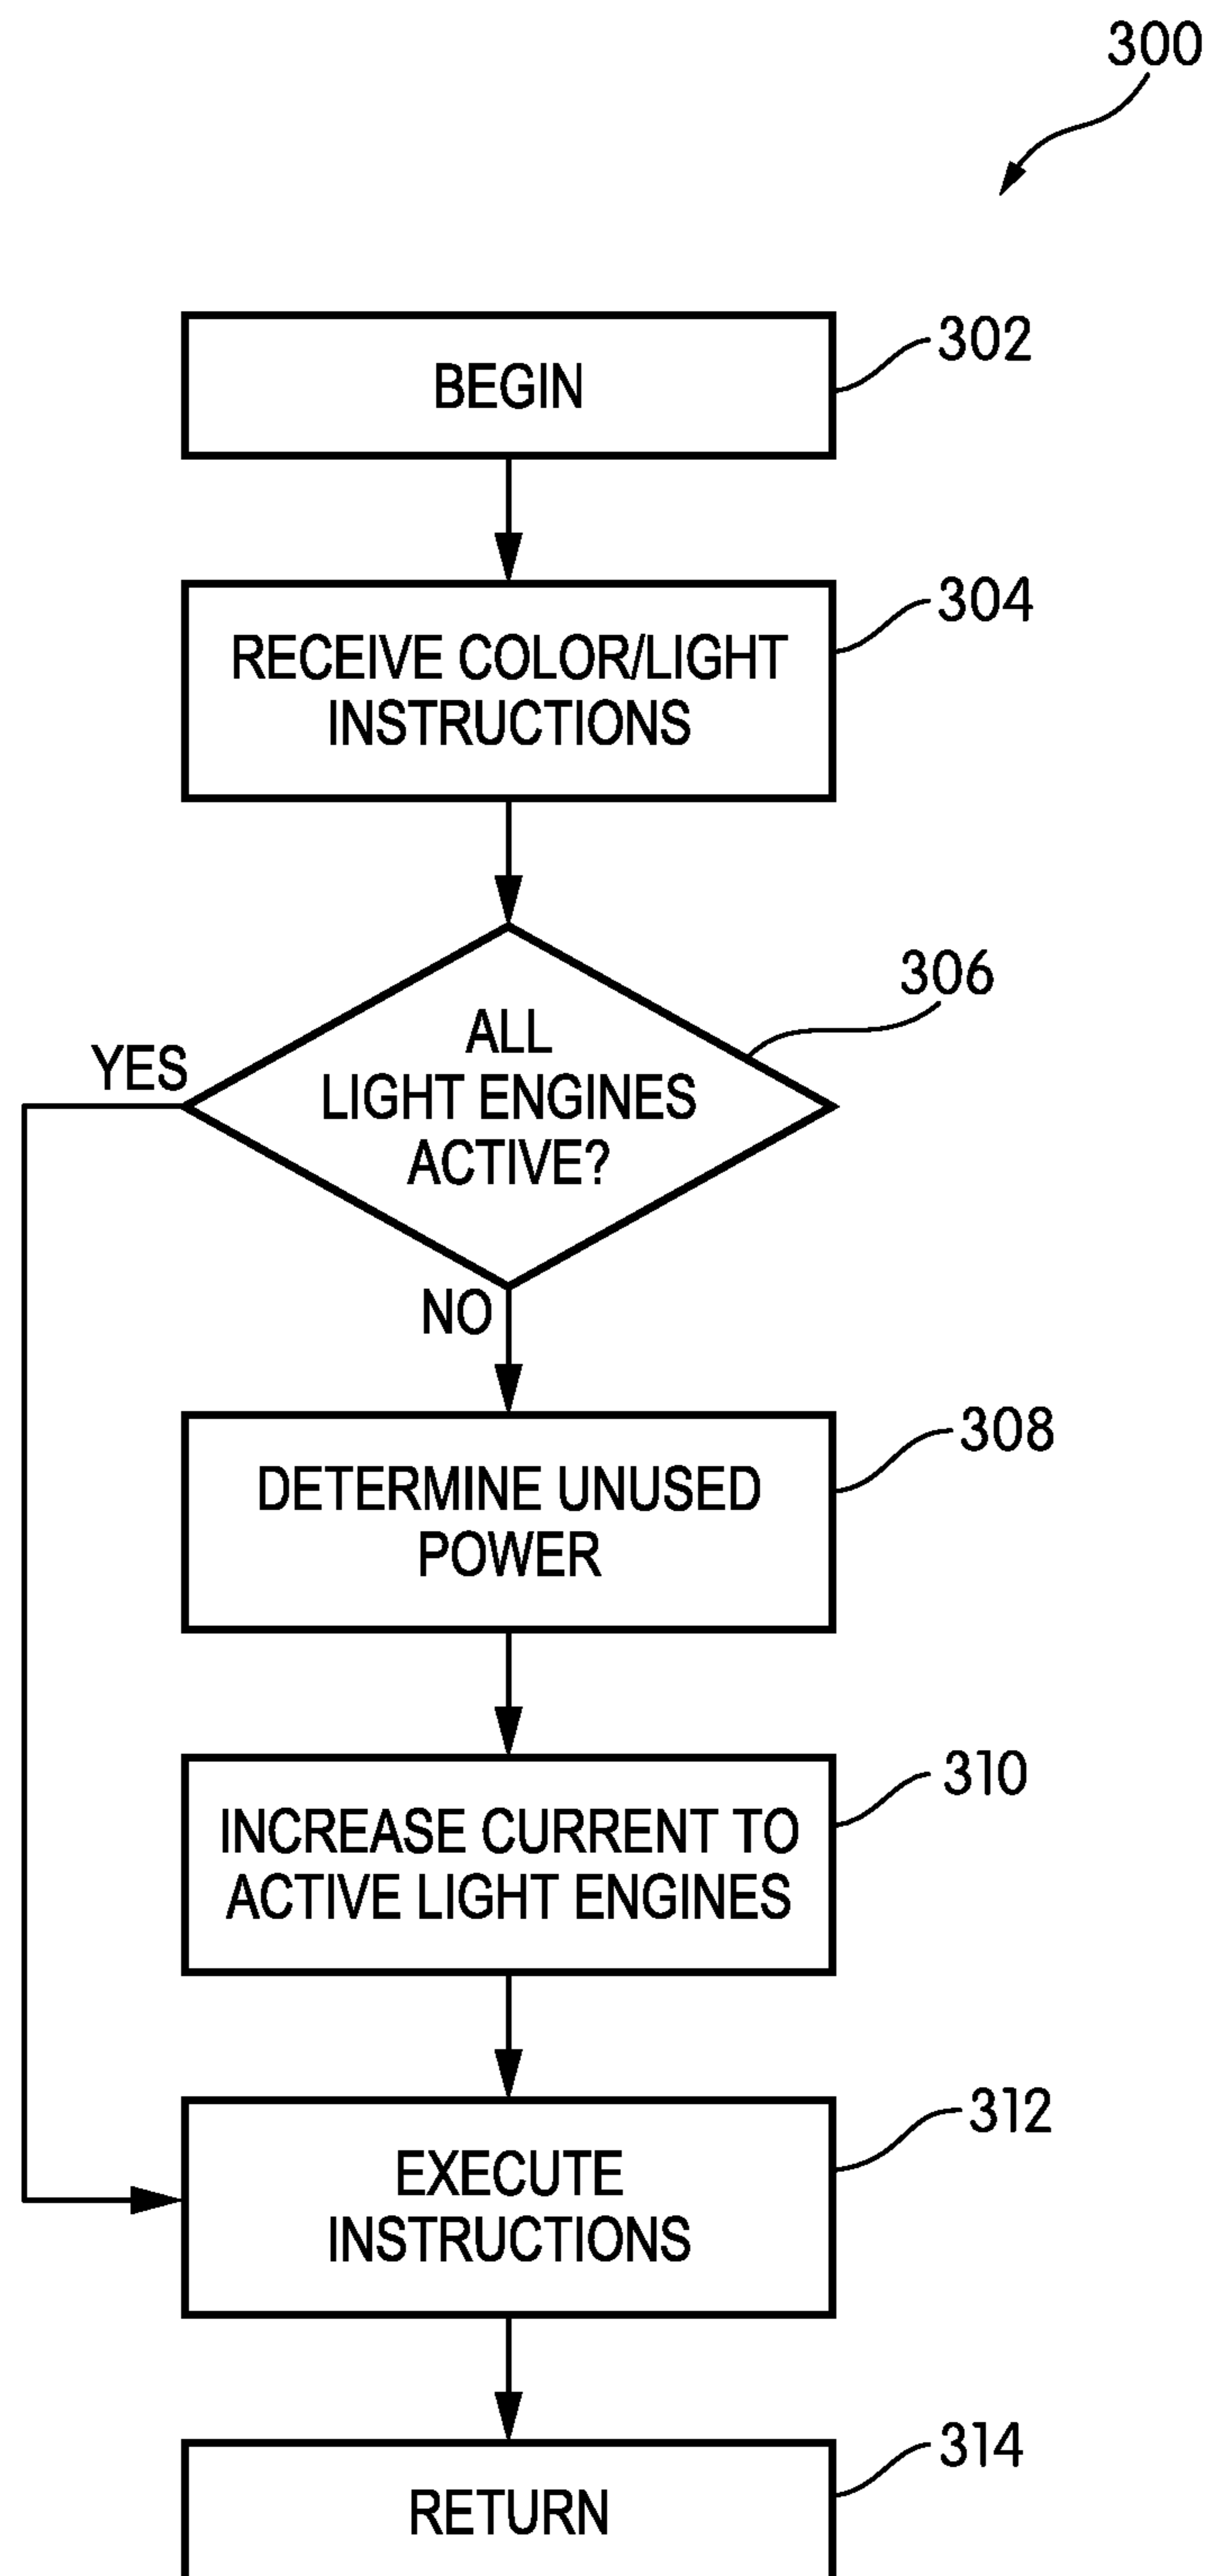 300
BEGIN
302
RECEIVE COLOR/LIGHT
INSTRUCTIONS
304
ALL
LIGHT ENGINES
ACTIVE?
306
YES
NO
DETERMINE UNUSED
POWER
308
INCREASE CURRENT TO
ACTIVE LIGHT ENGINES
310
EXECUTE
INSTRUCTIONS
312
RETURN
314